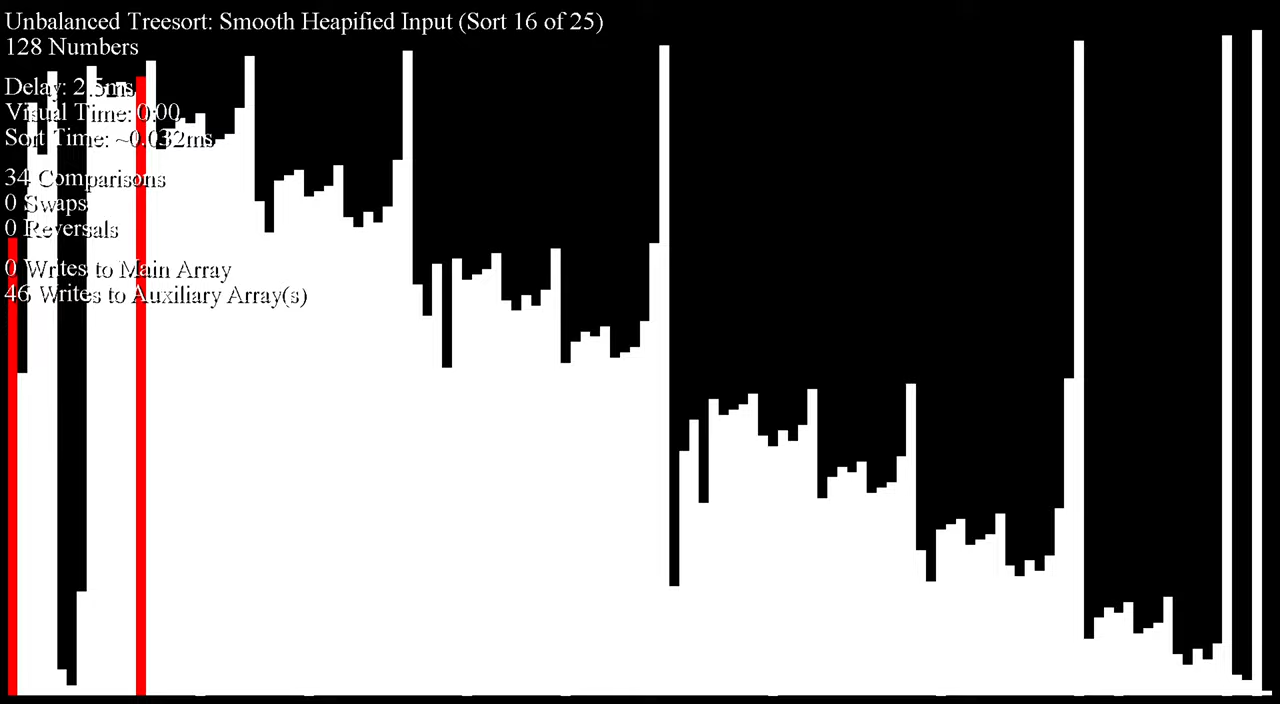 Unbalanced Treesort: Smooth Heapified Input (Sort 16 of 25)
128 Numbers
Delay: 2.5ms
Visual Time: 0:00
Sort Time: ~0.032ms
34 Comparisons
0 Swaps
0 Reversals
0 Writes to Main Array
46 Writes to Auxiliary Array(s)